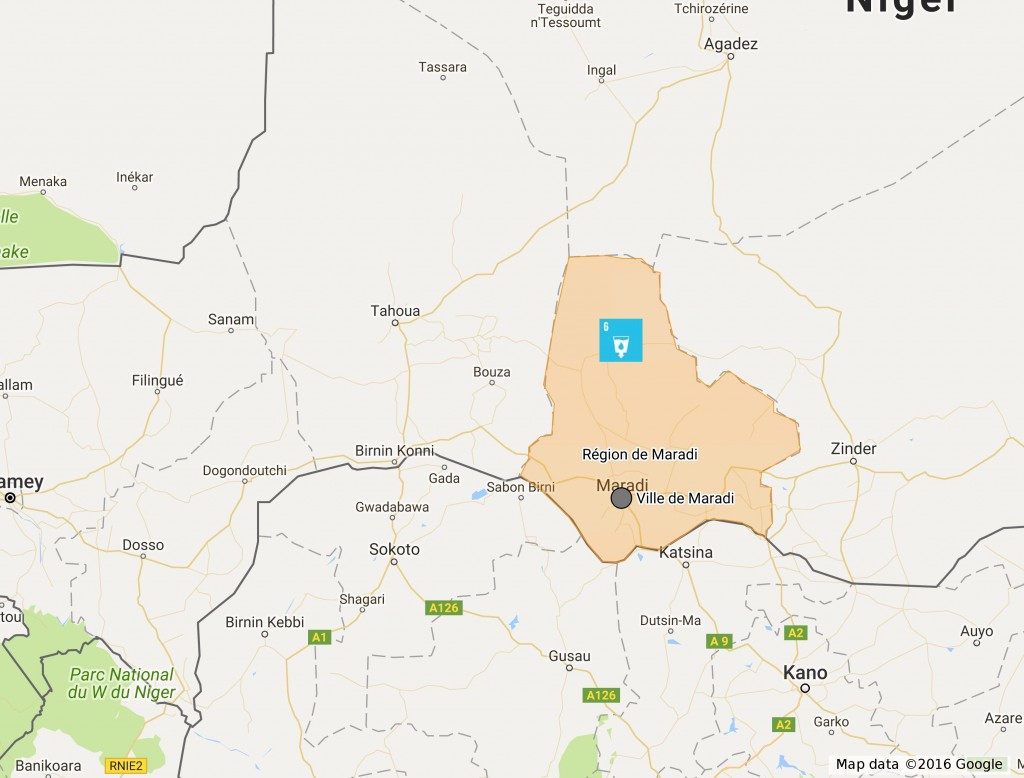 Teguidda
n'Tessoumt
Tchirozérine
Niger
Agadez
Tassara
Ingal
Menaka
Inékar
lle
ake
Tahoua
Sanam
6
Bouza
Filingué
allam
Birnin Konni
Région de Maradi
Zinder
Dogondoutchi
Gada
Sabon Birni
Maradi
Ville de Maradi
amey
Gwadabawa
Dosso
Sokoto
Katsina
Shagari
A126
tou
Birnin Kebbi
A1
Dutsin-Ma
A 9
A2
Auyo
Gusau
Parc National
du W du Niger
Kano
A126
A2
Garko
Azare
Banikoara
RNIE2
Map data ©2016 Google
M